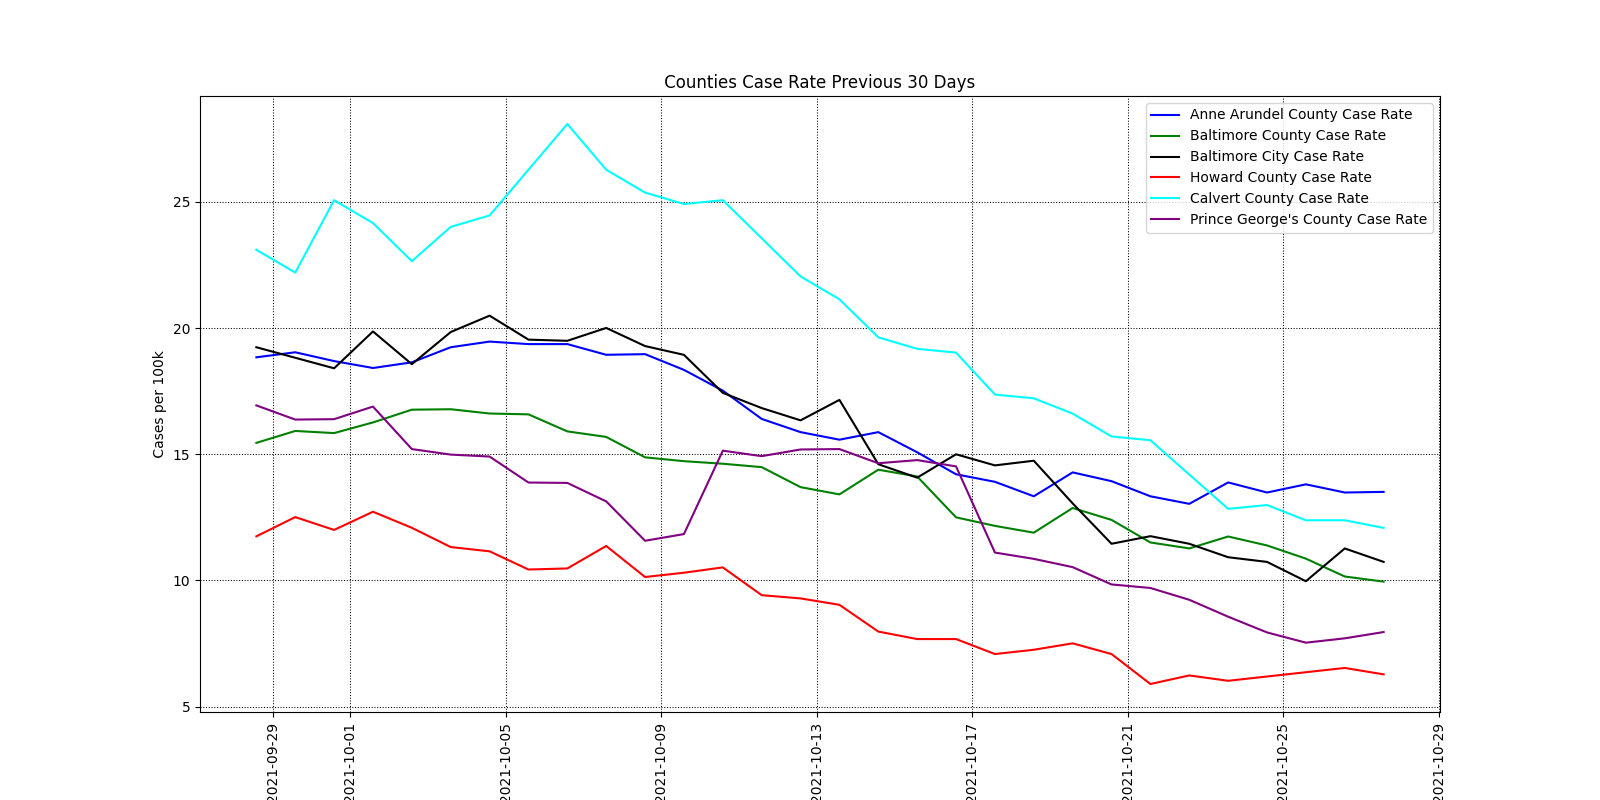 Counties Case Rate Previous 30 Days
Anne Arundel County Case Rate
Baltimore County Case Rate
Baltimore City Case Rate
Howard County Case Rate
Calvert County Case Rate
Prince George's County Case Rate
Cases per 100k
25
20
15
10
5
2021-09-29
2021-10-01
2021-10-05
2021-10-09
2021-10-13
2021-10-17
2021-10-21
2021-10-25
2021-10-29